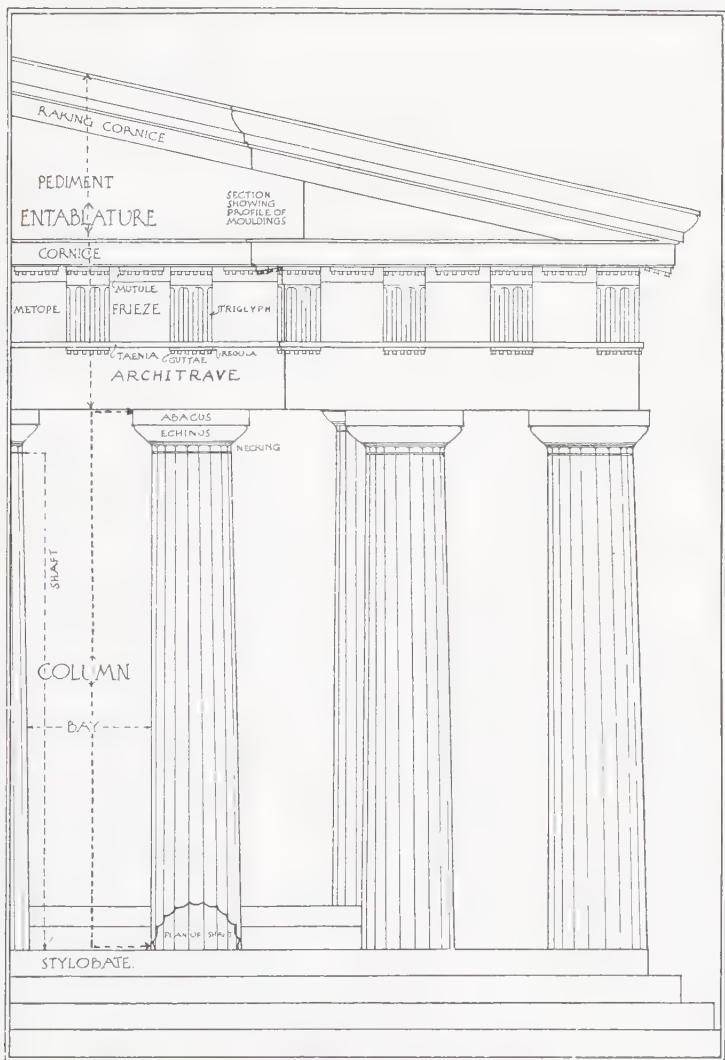 RAKING CORNICE
PEDIMENT
ENTABLATURE
SECTION
SHOWING
PROFILE OF
MOULDINGS
CORNICE
MUTULE
METOPE
FRIEZE
TRIGLYPH
TAENIA
GUTTAE
REGULA
ARCHITRAVE
ABACUS
ECHINUS
NECKING
SHAFT
COLUMN
BAY
PLAN OF SHAFT
STYLOBATE.